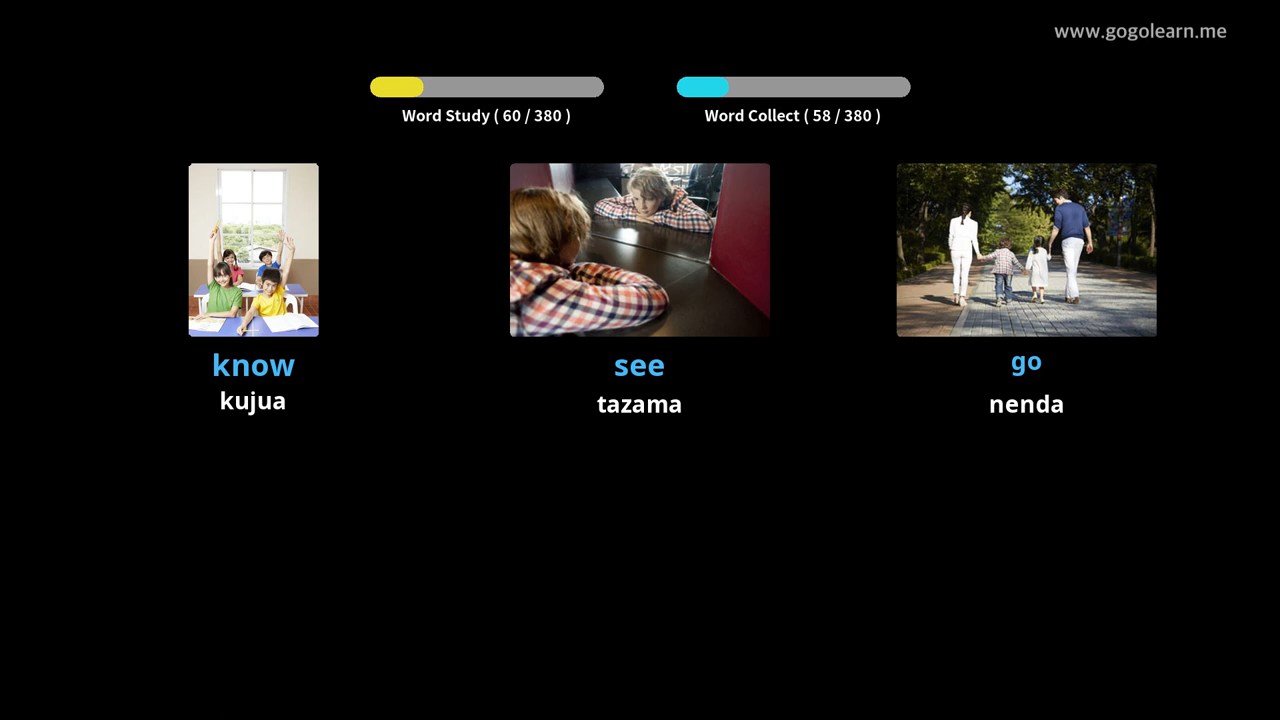 www.gogolearn.me
Word Study ( 60 / 380 )
Word Collect ( 58 / 380 )
know
kujua
see
tazama
go
nenda